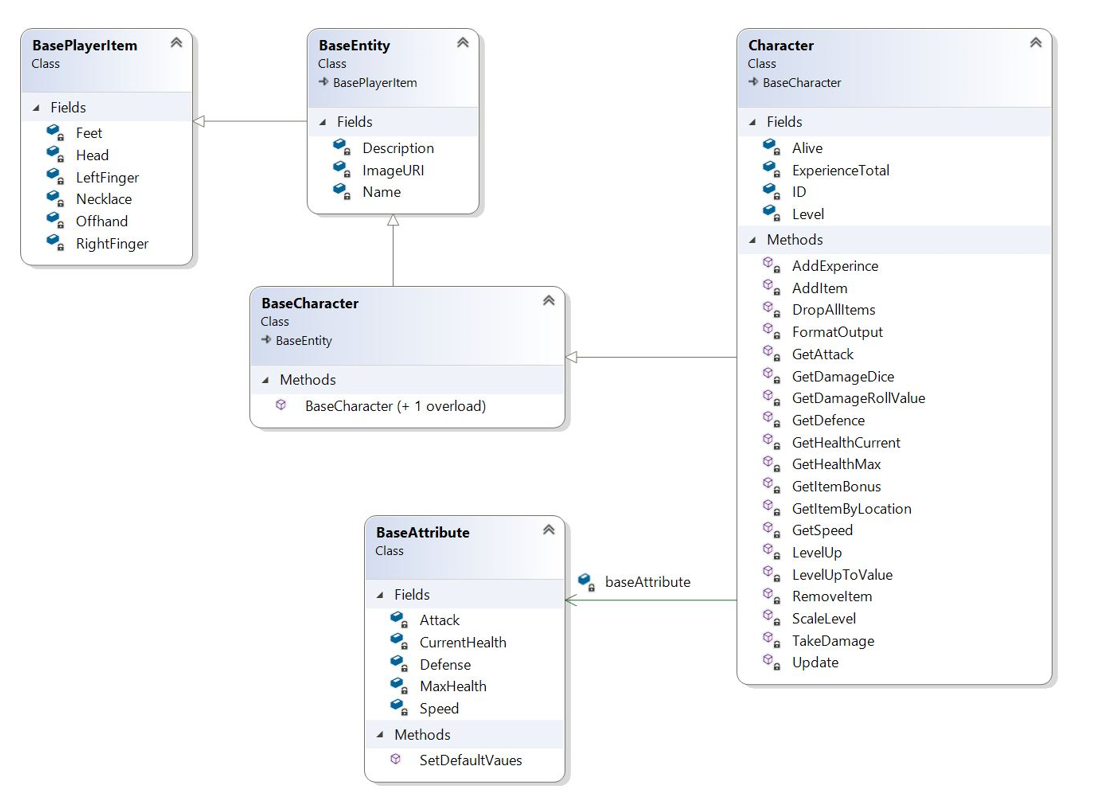 BasePlayerItem
Class
Fields
Feet
Head
LeftFinger
Necklace
Offhand
RightFinger
BaseEntity
Class
BasePlayerItem
Fields
Description
ImageURI
Name
BaseCharacter
Class
BaseEntity
Methods
BaseCharacter (+ 1 overload)
BaseAttribute
Class
Fields
Attack
CurrentHealth
Defense
MaxHealth
Speed
Methods
SetDefaultVaues
baseAttribute
Character
Class
BaseCharacter
Fields
Alive
ExperienceTotal
ID
Level
Methods
AddExperince
AddItem
DropAllItems
FormatOutput
GetAttack
GetDamageDice
GetDamageRollValue
GetDefence
GetHealthCurrent
GetHealthMax
GetItemBonus
GetItemByLocation
GetSpeed
LevelUp
LevelUpToValue
RemoveItem
ScaleLevel
TakeDamage
Update